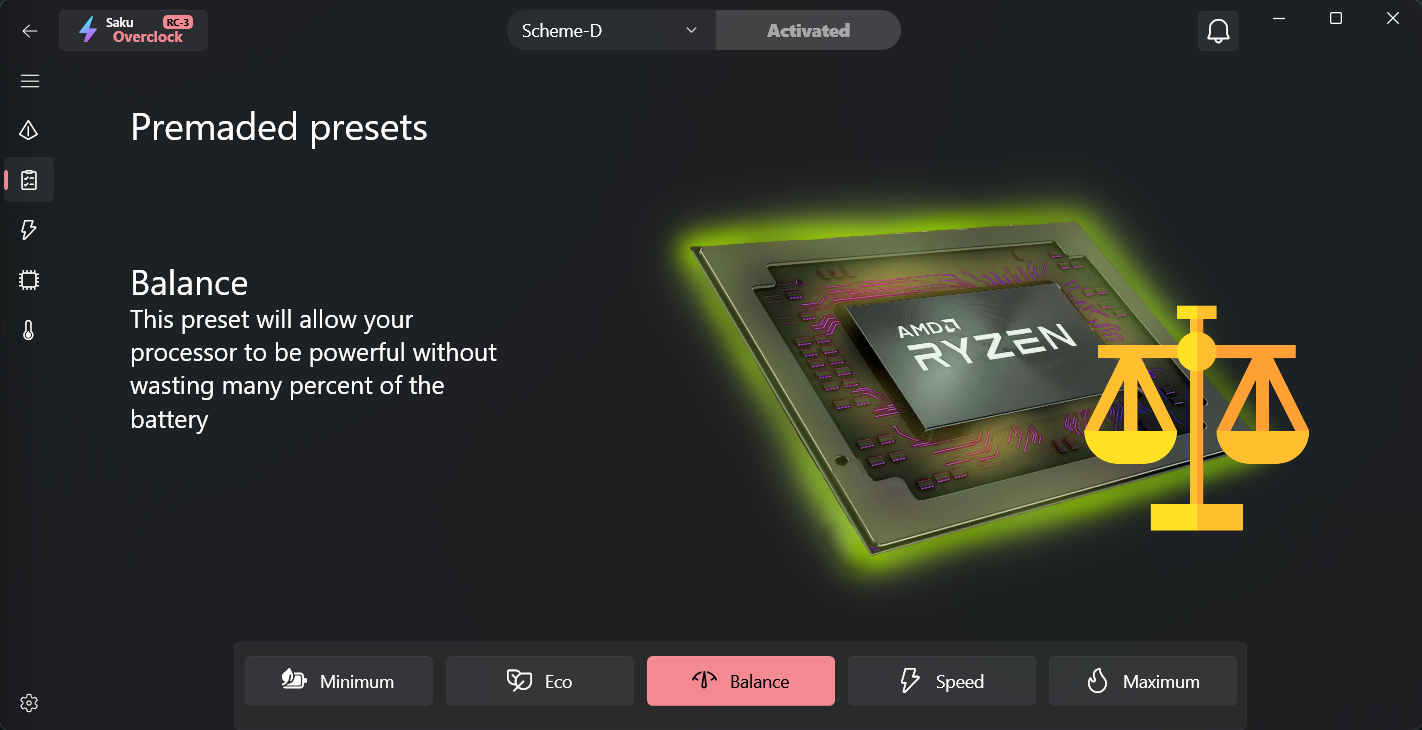 Saku
RC-3
Overclock
Scheme-D
Activated
Premaded presets
Balance
This preset will allow your
processor to be powerful without
wasting many percent of the
battery
AMD
RYZEN
Minimum
Eco
Balance
Speed
Maximum